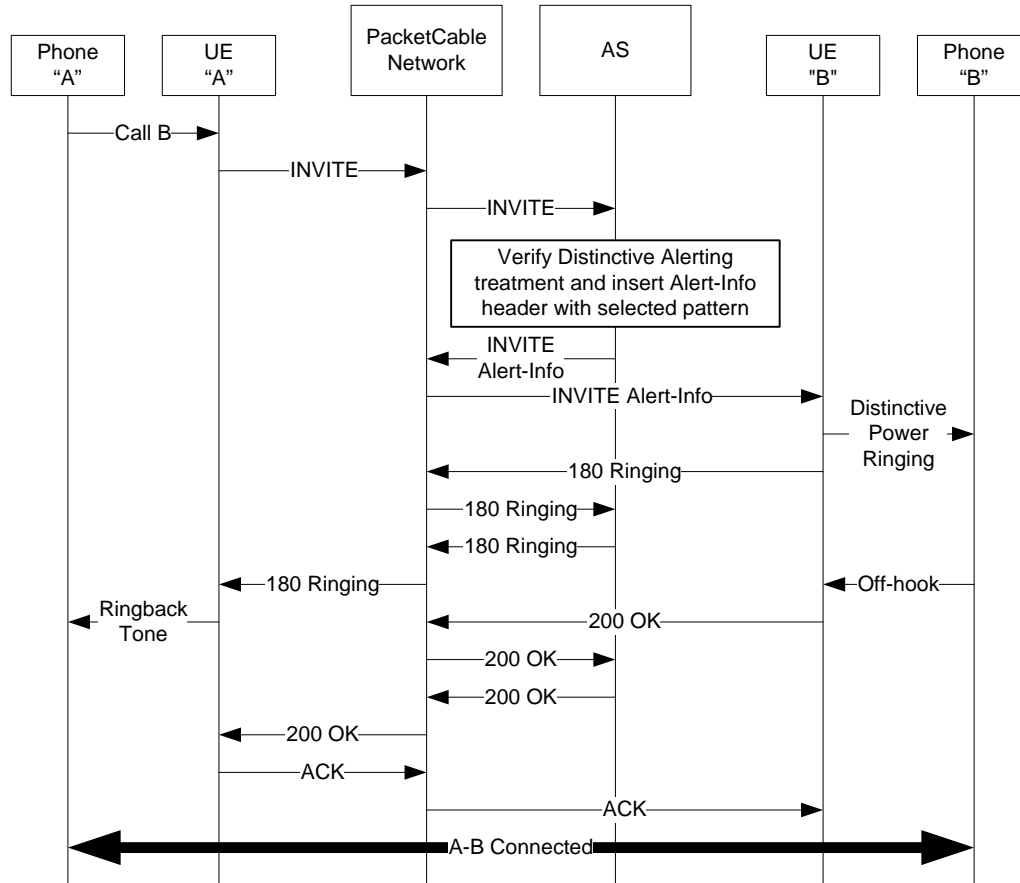 Phone
“A”
UE
“A”
PacketCable
Network
AS
UE
"B"
Phone
“B”
Call B
INVITE
INVITE
Verify Distinctive Alerting
treatment and insert Alert-Info
header with selected pattern
INVITE
Alert-Info
INVITE Alert-Info
Distinctive
Power
Ringing
180 Ringing
180 Ringing
180 Ringing
180 Ringing
Off-hook
Ringback
Tone
200 OK
200 OK
200 OK
200 OK
ACK
ACK
A-B Connected